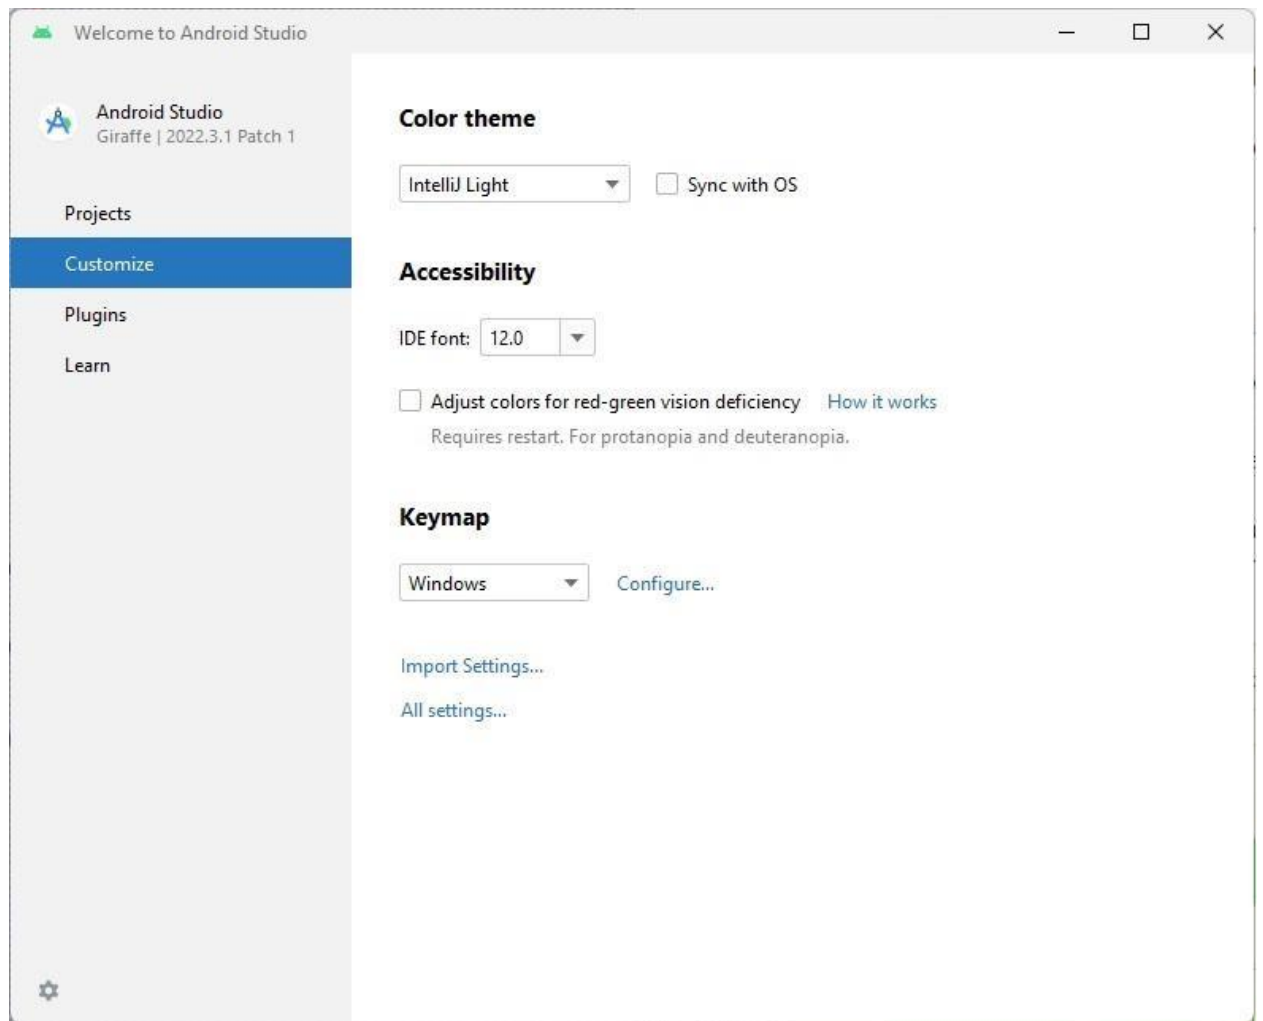 Welcome to Android Studio
Android Studio
Giraffe | 2022.3.1 Patch 1
Projects
Customize
Plugins
Learn
Color theme
IntelliJ Light Sync with OS
Accessibility
IDE font: 12.0
Adjust colors for red-green vision deficiency How it works
Requires restart. For protanopia and deuteranopia.
Keymap
Windows Configure...
Import Settings...
All settings...